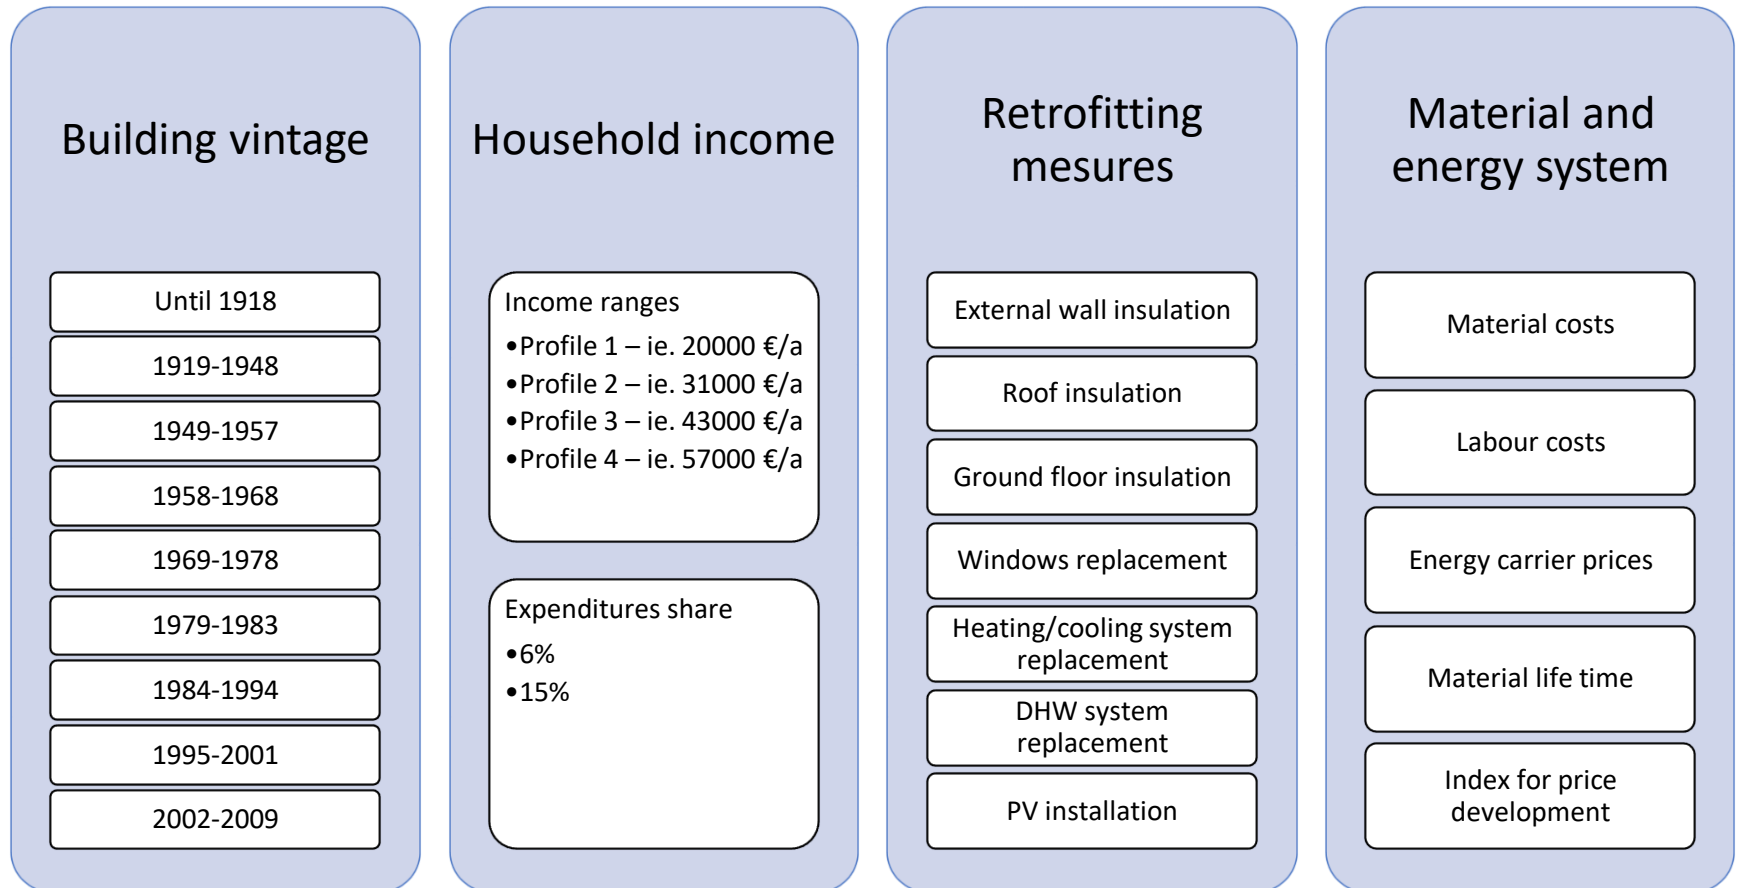 Building vintage
Until 1918
1919-1948
1949-1957
1958-1968
1969-1978
1979-1983
1984-1994
1995-2001
2002-2009
Household income
Income ranges
•Profile 1 – ie. 20000 €/a
•Profile 2 – ie. 31000 €/a
•Profile 3 – ie. 43000 €/a
•Profile 4 – ie. 57000 €/a
Expenditures share
•6%
•15%
Retrofitting
mesures
External wall insulation
Roof insulation
Ground floor insulation
Windows replacement
Heating/cooling system
replacement
DHW system
replacement
PV installation
Material and
energy system
Material costs
Labour costs
Energy carrier prices
Material life time
Index for price
development